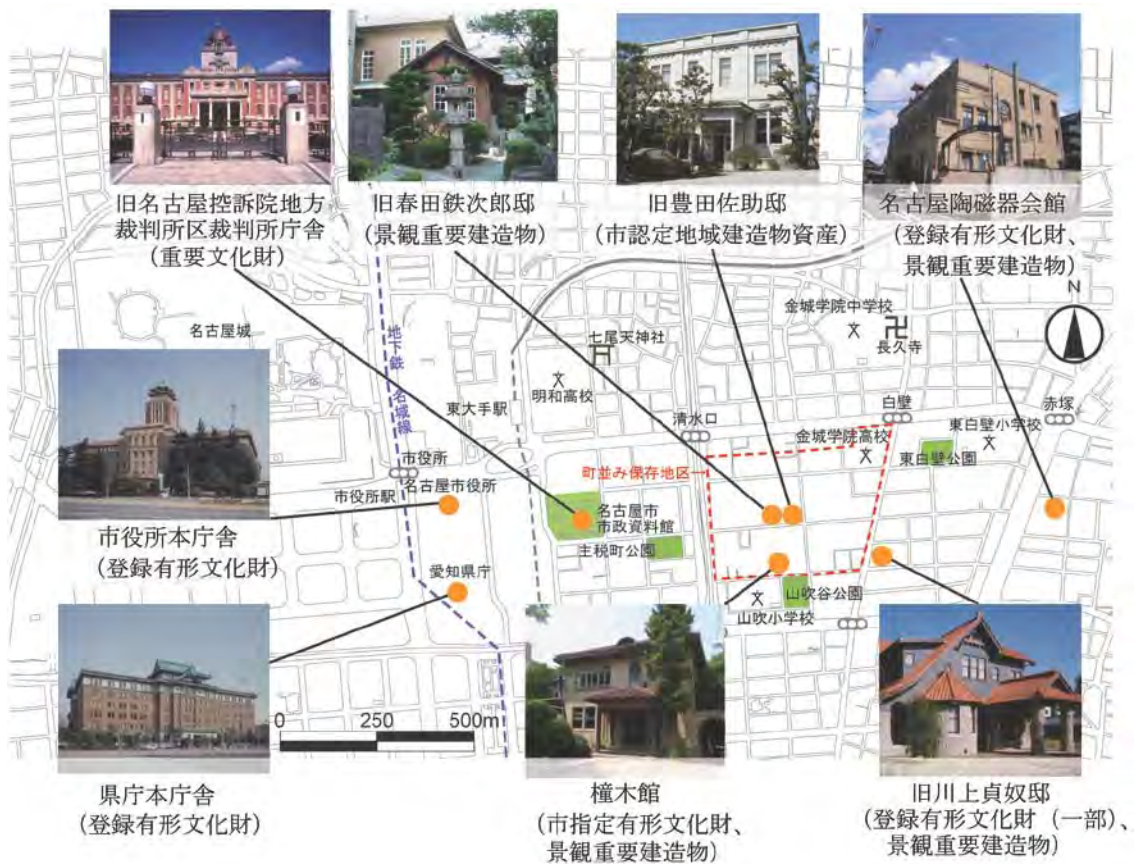 旧名古屋控訴院地方
裁判所区裁判所庁舎
(重要文化財)
旧春田鉄次郎邸
(景観重要建造物)
旧豊田佐助邸
(市認定地域建造物資産)
名古屋陶磁器会館
(登録有形文化財、
景観重要建造物)
N
金城学院中学校
長久寺
名古屋城
地下鉄 名城線
七尾天神社
明和高校
東大手駅
清水口
白壁
赤塚
東白壁小学校
金城学院高校
東白壁公園
町並み保存地区→
市役所
名古屋市役所
市役所駅
名古屋市
市政資料館
主税町公園
市役所本庁舎
(登録有形文化財)
愛知県庁
山吹谷公園
山吹小学校
0 250 500m
県庁本庁舎
(登録有形文化財)
橦木館
(市指定有形文化財、
景観重要建造物)
旧川上貞奴邸
(登録有形文化財(一部)、
景観重要建造物)